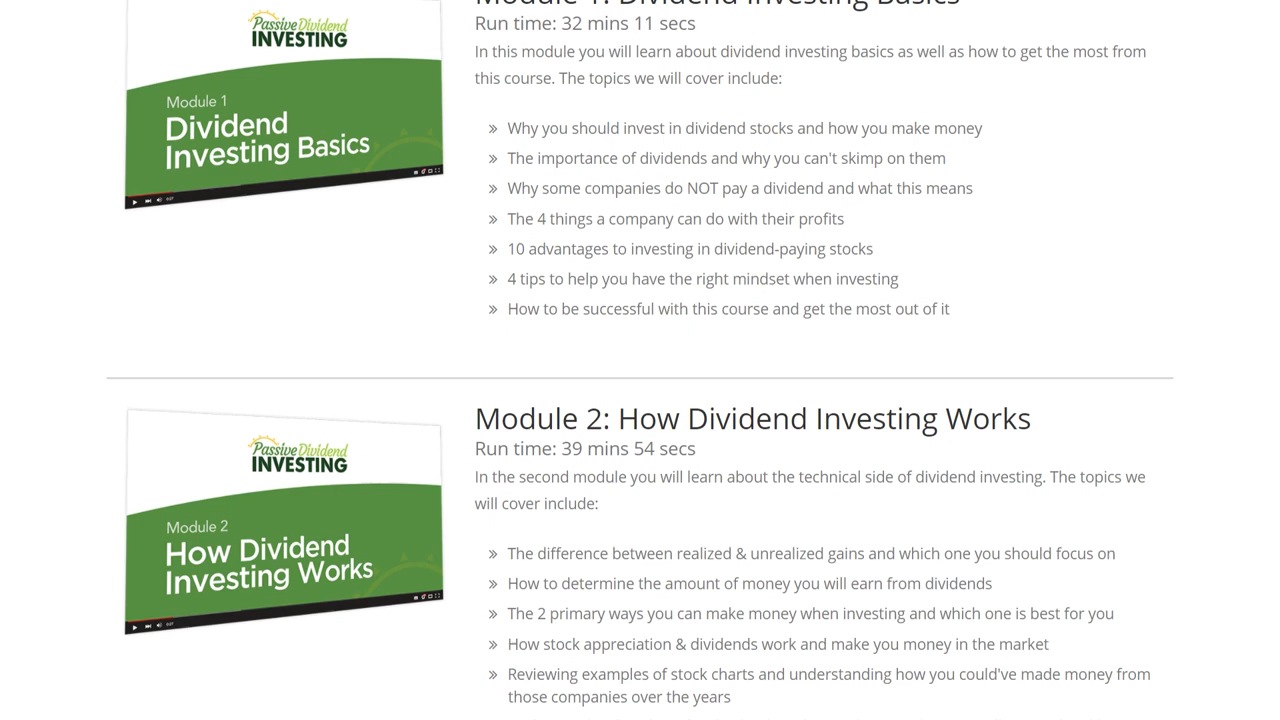 Module 1: Dividend Investing Basics
Run time: 32 mins 11 secs
In this module you will learn about dividend investing basics as well as how to get the most from
this course. The topics we will cover include:
Passive Dividend
INVESTING
Module 1
Dividend
Investing Basics
0:27
» Why you should invest in dividend stocks and how you make money
» The importance of dividends and why you can't skimp on them
» Why some companies do NOT pay a dividend and what this means
» The 4 things a company can do with their profits
» 10 advantages to investing in dividend-paying stocks
» 4 tips to help you have the right mindset when investing
» How to be successful with this course and get the most out of it
Module 2: How Dividend Investing Works
Run time: 39 mins 54 secs
In the second module you will learn about the technical side of dividend investing. The topics we
will cover include:
Passive Dividend
INVESTING
Module 2
How Dividend
Investing Works
0:27
» The difference between realized & unrealized gains and which one you should focus on
» How to determine the amount of money you will earn from dividends
» The 2 primary ways you can make money when investing and which one is best for you
» How stock appreciation & dividends work and make you money in the market
» Reviewing examples of stock charts and understanding how you could've made money from
those companies over the years